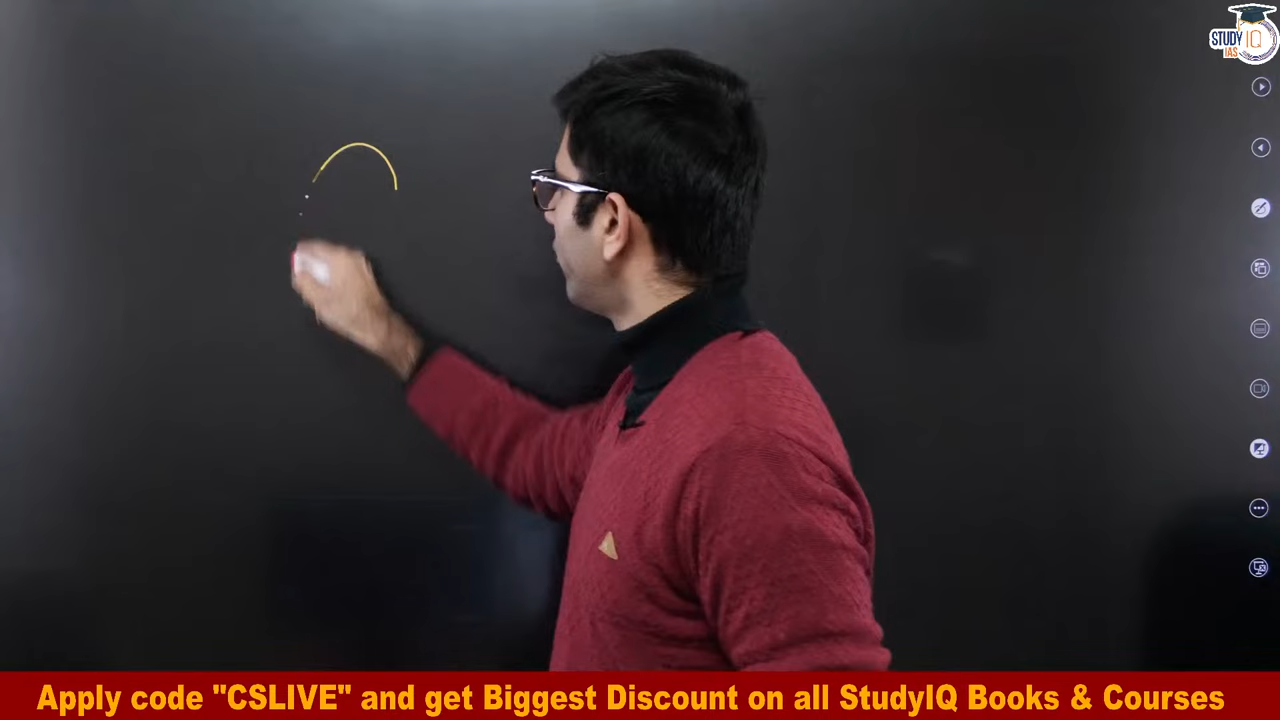 STUDY IQ
IAS
Apply code "CSLIVE" and get Biggest Discount on all StudyIQ Books & Courses